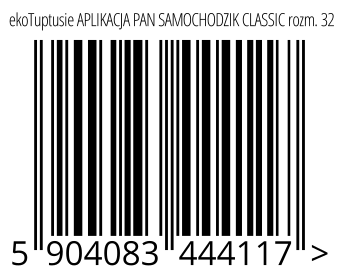 ekoTuptusie APLIKACJA PAN SAMOCHODZIK CLASSIC rozm. 32
5 904083 444117 >